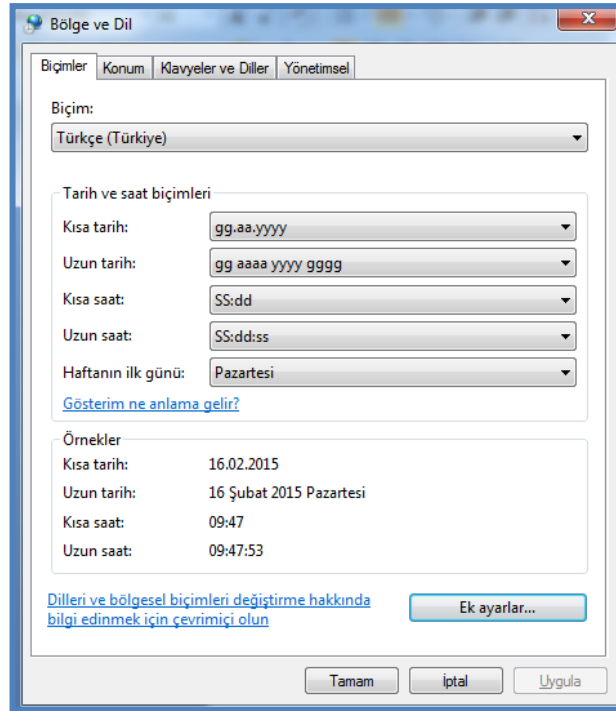 Bölge ve Dil
Biçimler Konum Klavyeler ve Diller Yönetimsel
Biçim:
Türkçe (Türkiye)
Tarih ve saat biçimleri
Kısa tarih: gg.aa.yyyy
Uzun tarih: gg aaaa yyyy gggg
Kısa saat: SS:dd
Uzun saat: SS:dd:ss
Haftanın ilk günü: Pazartesi
Gösterim ne anlama gelir?
Örnekler
Kısa tarih: 16.02.2015
Uzun tarih: 16 Şubat 2015 Pazartesi
Kısa saat: 09:47
Uzun saat: 09:47:53
Dilleri ve bölgesel biçimleri değiştirme hakkında
bilgi edinmek için çevrimiçi olun
Ek ayarlar...
Tamam İptal Uygula